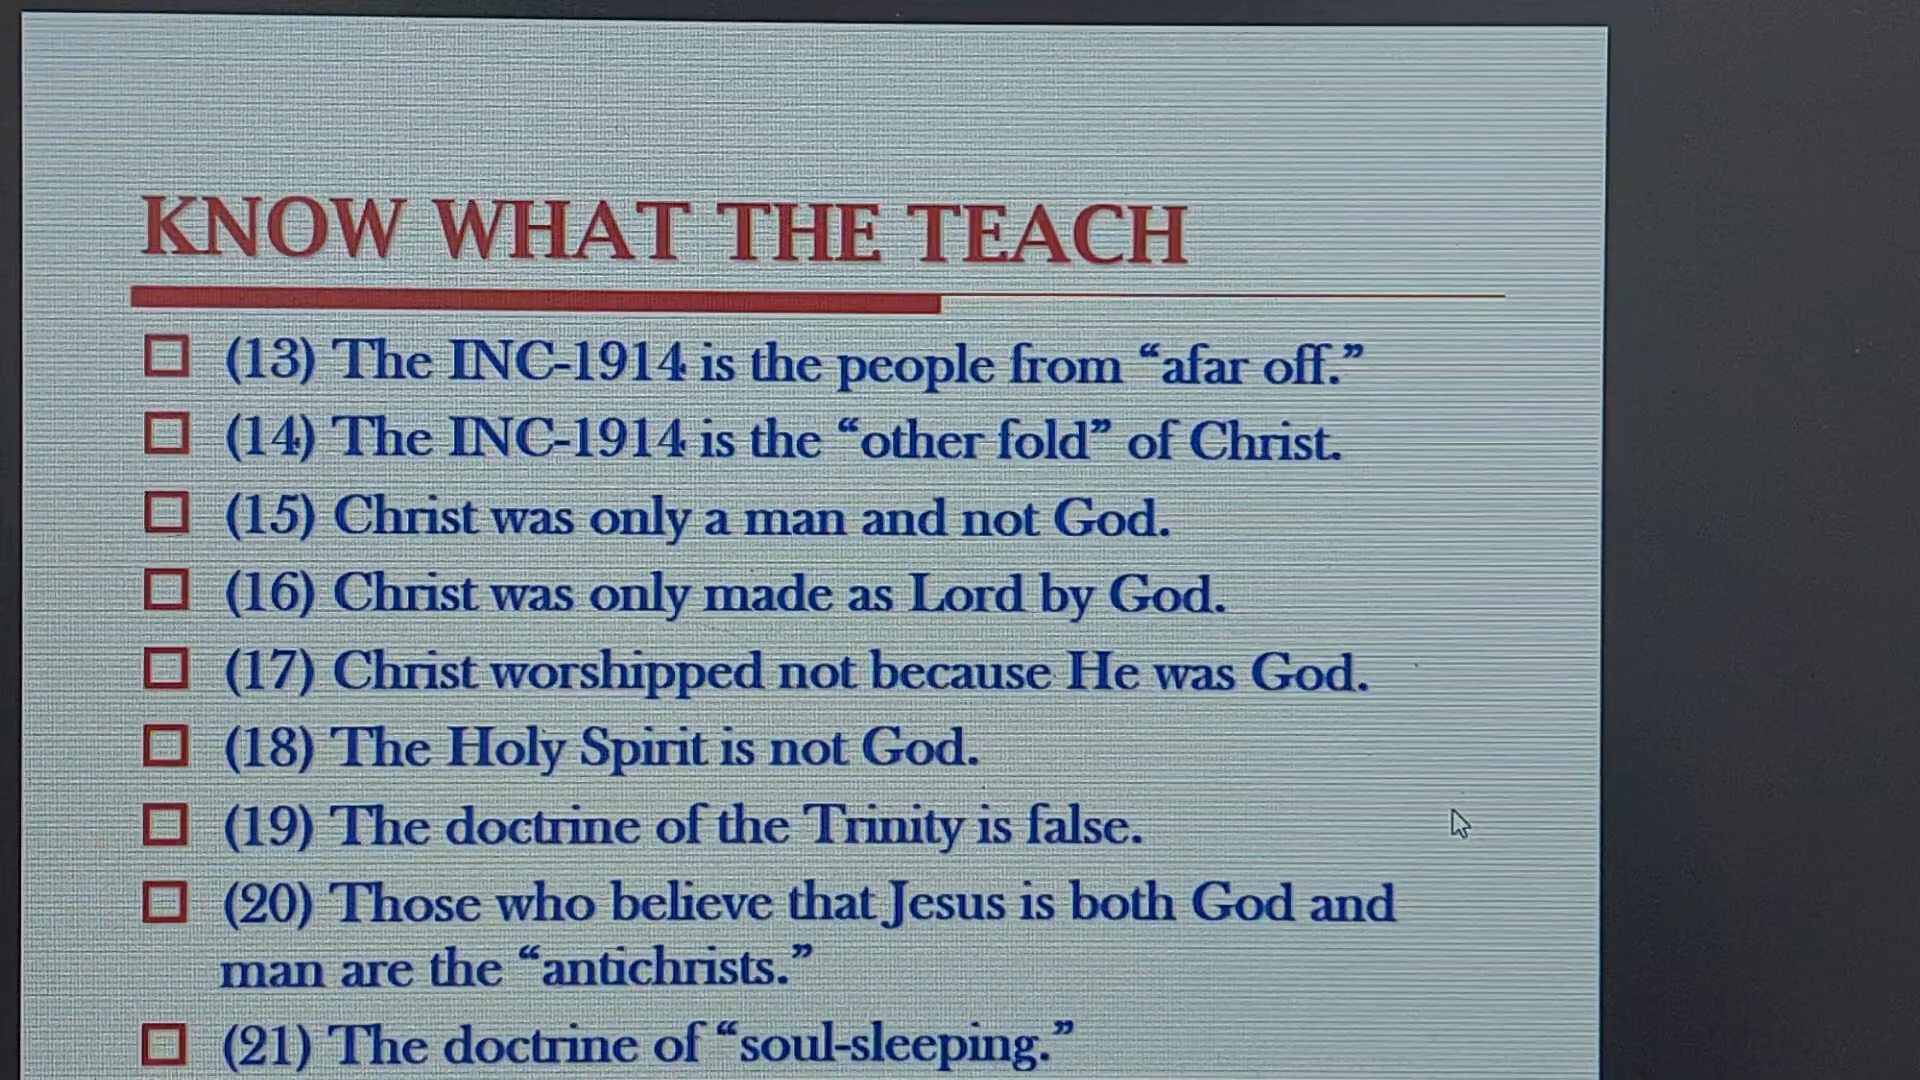 KNOW WHAT THE TEACH
(13) The INC-1914 is the people from “afar off.”
(14) The INC-1914 is the “other fold” of Christ.
(15) Christ was only a man and not God.
(16) Christ was only made as Lord by God.
(17) Christ worshipped not because He was God.
(18) The Holy Spirit is not God.
(19) The doctrine of the Trinity is false.
(20) Those who believe that Jesus is both God and
man are the “antichrists.”
(21) The doctrine of “soul-sleeping.”